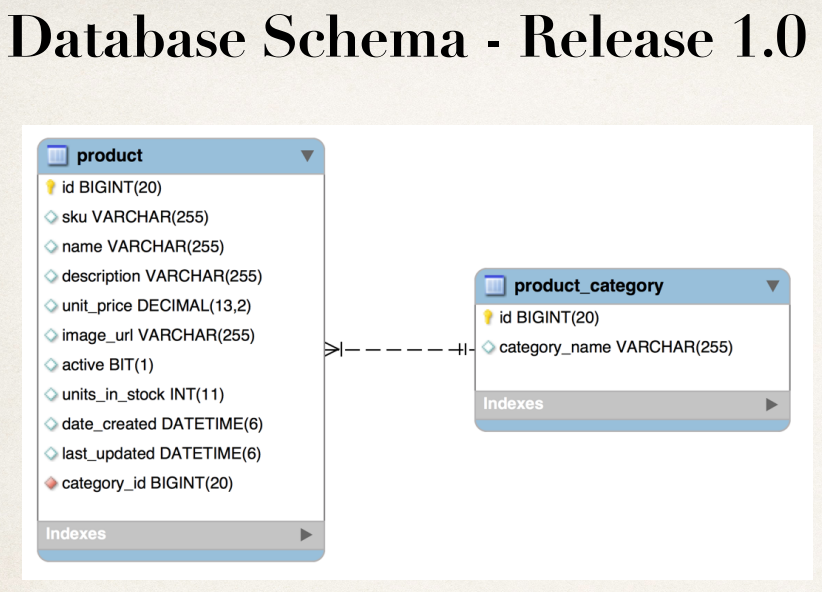 Database Schema - Release 1.0
product
id BIGINT(20)
sku VARCHAR(255)
name VARCHAR(255)
description VARCHAR(255)
unit_price DECIMAL(13,2)
image_url VARCHAR(255)
active BIT(1)
units_in_stock INT(11)
date_created DATETIME(6)
last_updated DATETIME(6)
category_id BIGINT(20)
Indexes
product_category
id BIGINT(20)
category_name VARCHAR(255)
Indexes